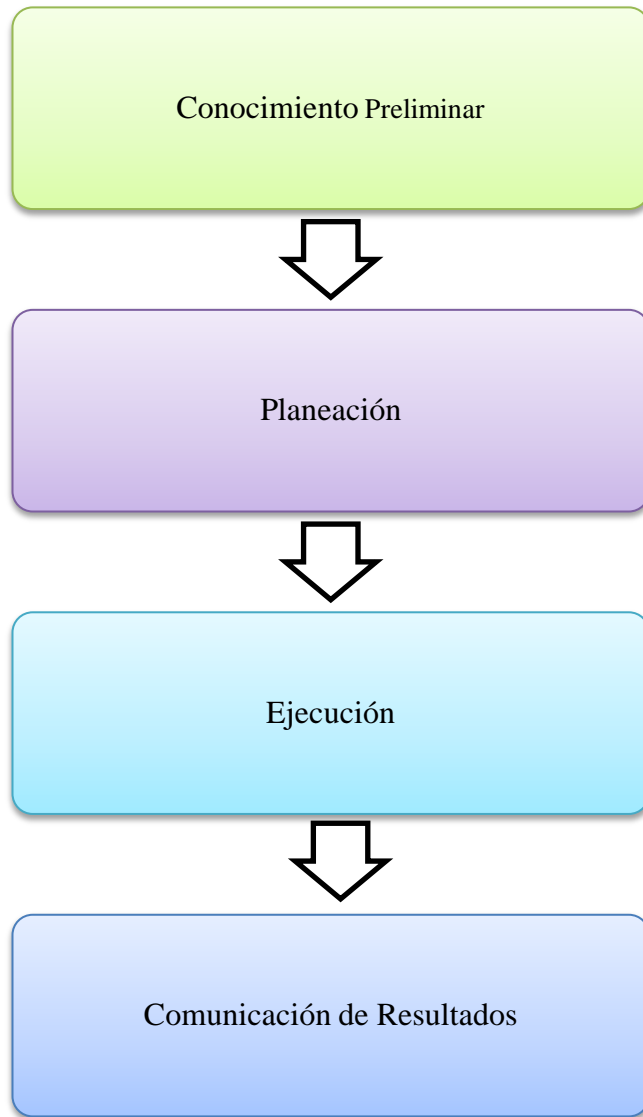 Conocimiento Preliminar
Planeación
Ejecución
Comunicación de Resultados